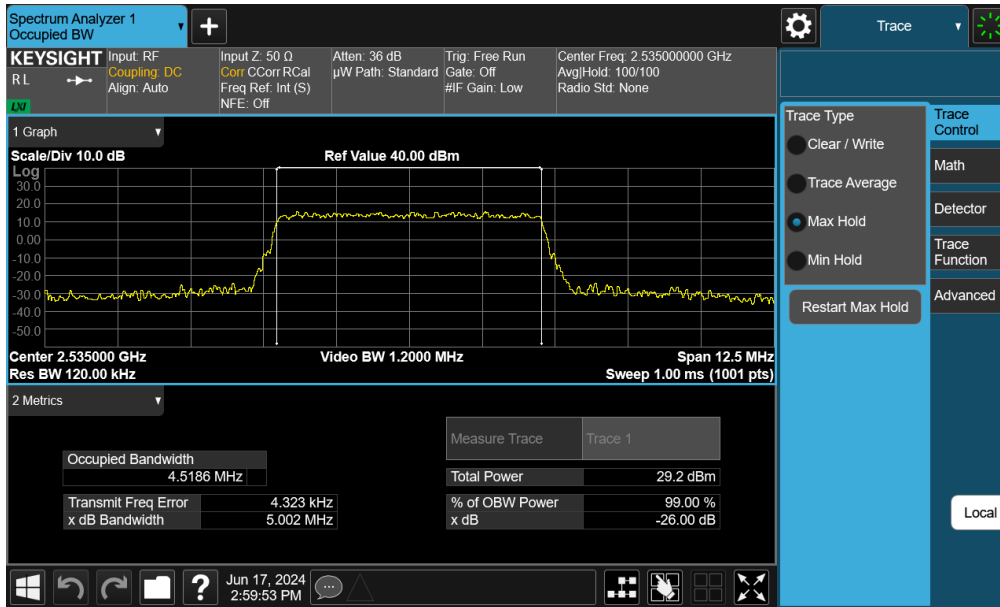 Spectrum Analyzer 1
Occupied BW
Trace
KEYSIGHT
R L
LXI
Input: RF
Coupling: DC
Align: Auto
Input Z: 50 Ω
Corr CCorr RCal
Freq Ref: Int (S)
NFE: Off
Atten: 36 dB
µW Path: Standard
Trig: Free Run
Gate: Off
#IF Gain: Low
Center Freq: 2.535000000 GHz
Avg|Hold: 100/100
Radio Std: None
1 Graph
Scale/Div 10.0 dB
Ref Value 40.00 dBm
Log
30.0
20.0
10.0
0.00
-10.0
-20.0
-30.0
-40.0
-50.0
Center 2.535000 GHz
Video BW 1.2000 MHz
Span 12.5 MHz
Res BW 120.00 kHz
Sweep 1.00 ms (1001 pts)
2 Metrics
Measure Trace
Trace 1
Occupied Bandwidth
4.5186 MHz
Total Power
29.2 dBm
Transmit Freq Error
4.323 kHz
% of OBW Power
99.00 %
x dB Bandwidth
5.002 MHz
x dB
-26.00 dB
Trace Type
Clear / Write
Trace Average
Max Hold
Min Hold
Restart Max Hold
Trace
Control
Math
Detector
Trace
Function
Advanced
Local
?
Jun 17, 2024
2:59:53 PM